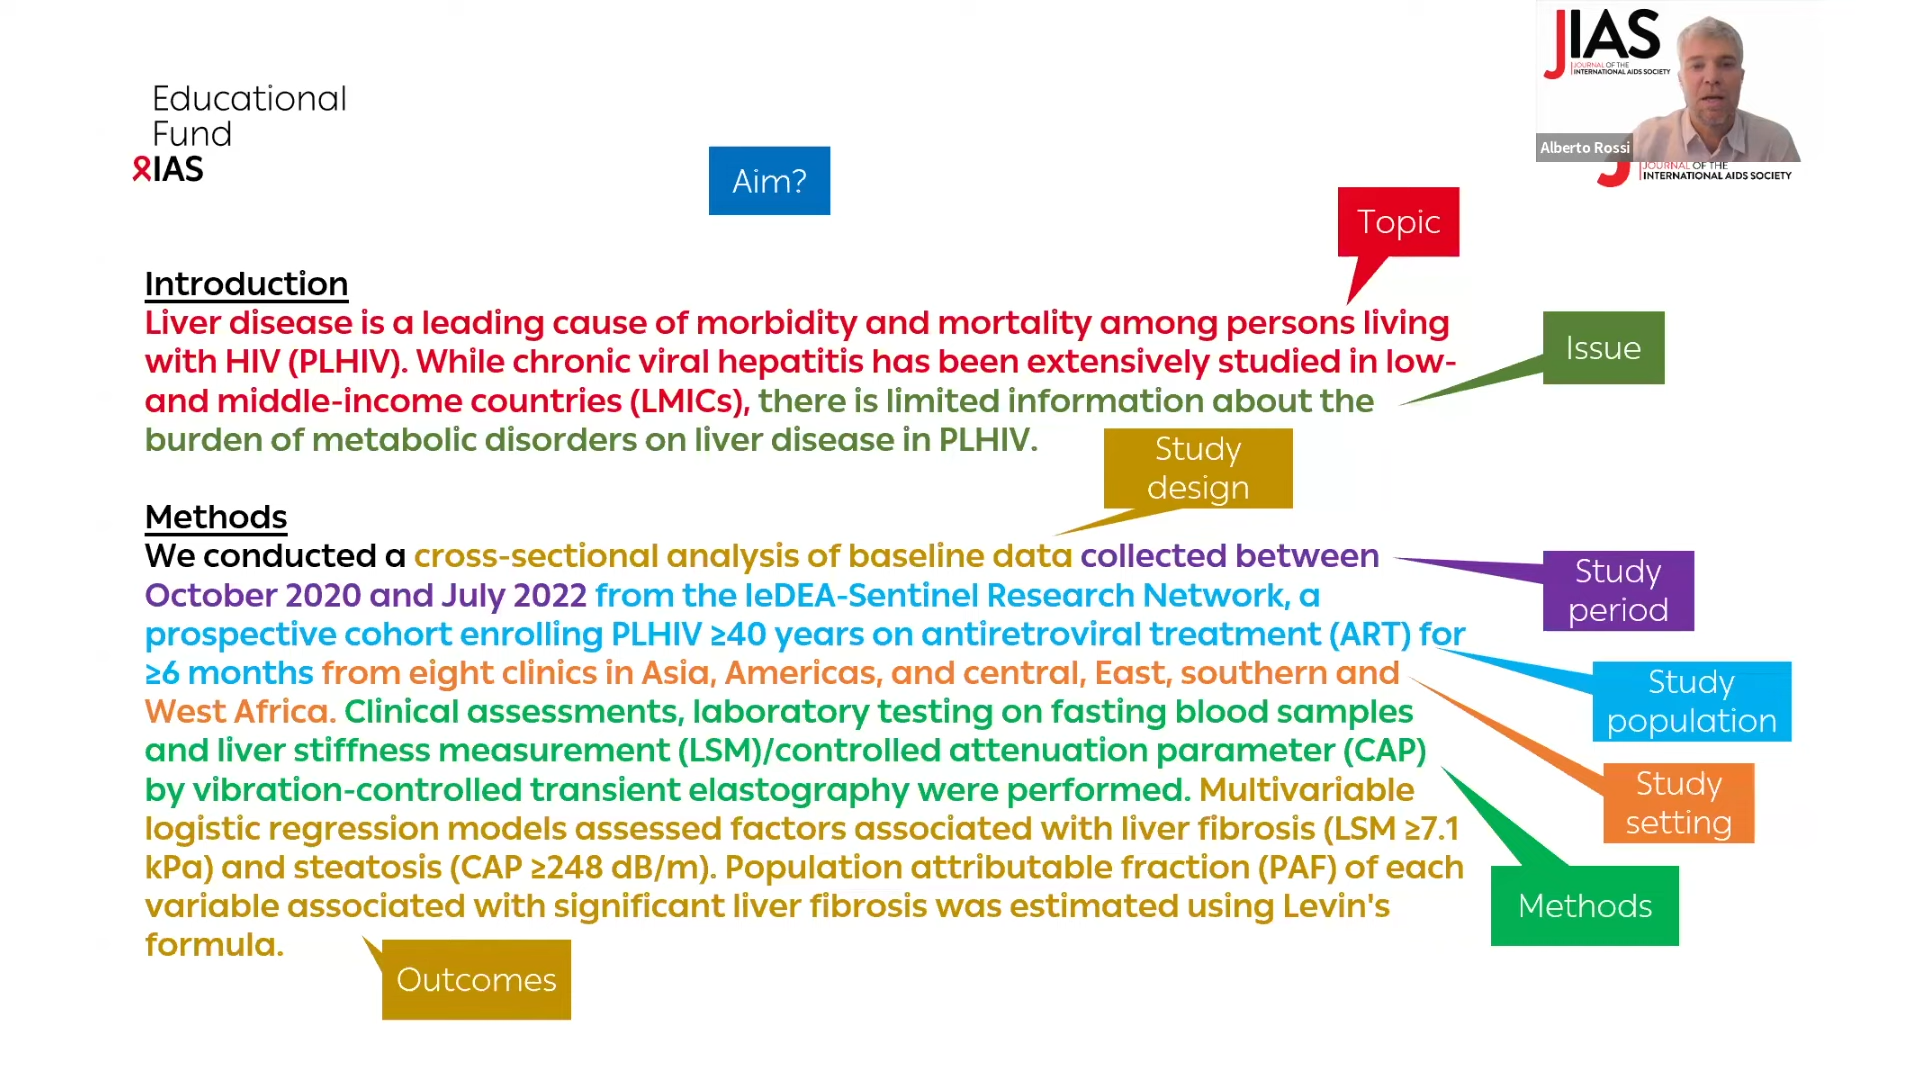 JIAS
JOURNAL OF THE
INTERNATIONAL AIDS SOCIETY
Alberto Rossi
JOURNAL OF THE
INTERNATIONAL AIDS SOCIETY
Educational
Fund
IAS
Aim?
Topic
Introduction
Liver disease is a leading cause of morbidity and mortality among persons living
with HIV (PLHIV). While chronic viral hepatitis has been extensively studied in low-
and middle-income countries (LMICs), there is limited information about the
burden of metabolic disorders on liver disease in PLHIV.
Issue
Study
design
Methods
We conducted a cross-sectional analysis of baseline data collected between
October 2020 and July 2022 from the IeDEA-Sentinel Research Network, a
prospective cohort enrolling PLHIV ≥40 years on antiretroviral treatment (ART) for
≥6 months from eight clinics in Asia, Americas, and central, East, southern and
West Africa. Clinical assessments, laboratory testing on fasting blood samples
and liver stiffness measurement (LSM)/controlled attenuation parameter (CAP)
by vibration-controlled transient elastography were performed. Multivariable
logistic regression models assessed factors associated with liver fibrosis (LSM ≥7.1
kPa) and steatosis (CAP ≥248 dB/m). Population attributable fraction (PAF) of each
variable associated with significant liver fibrosis was estimated using Levin's
formula.
Study
period
Study
population
Study
setting
Methods
Outcomes